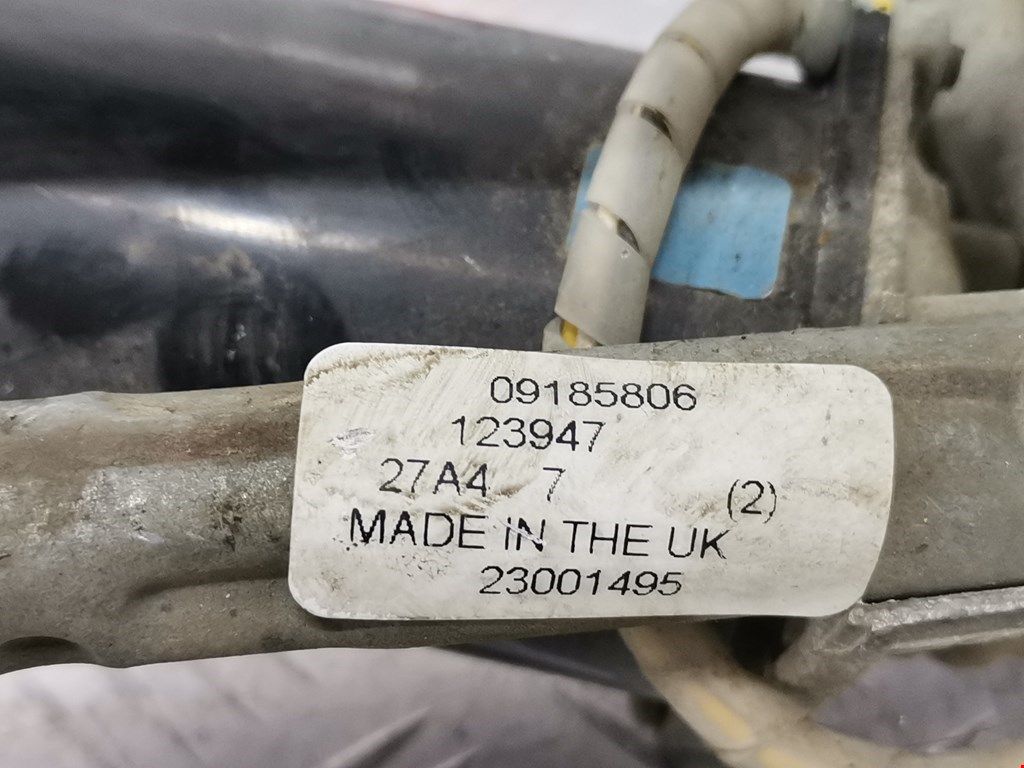 09185806
123947
27A4 7 (2)
MADE IN THE UK
23001495